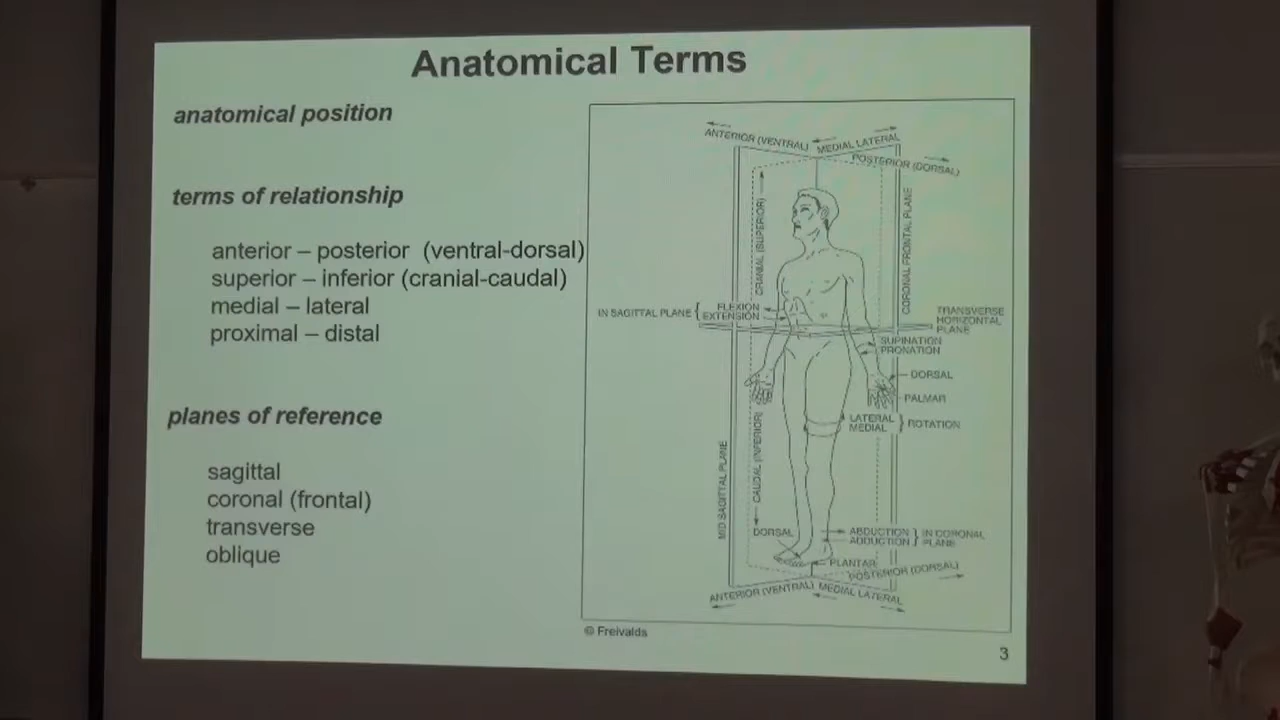 Anatomical Terms
anatomical position
terms of relationship
anterior – posterior (ventral-dorsal)
superior – inferior (cranial-caudal)
medial – lateral
proximal – distal
planes of reference
sagittal
coronal (frontal)
transverse
oblique
ANTERIOR (VENTRAL)
MEDIAL LATERAL
POSTERIOR (DORSAL)
CRANIAL (SUPERIOR)
CORONAL FRONTAL PLANE
IN SAGITTAL PLANE {
FLEXION
EXTENSION
TRANSVERSE
HORIZONTAL
PLANE
SUPINATION
PRONATION
DORSAL
PALMAR
LATERAL
MEDIAL
} ROTATION
MID SAGITTAL PLANE
CAUDAL (INFERIOR)
DORSAL
ABDUCTION } IN CORONAL
ADDUCTION } PLANE
PLANTAR
POSTERIOR (DORSAL)
ANTERIOR (VENTRAL)
MEDIAL LATERAL
© Freivalds
3